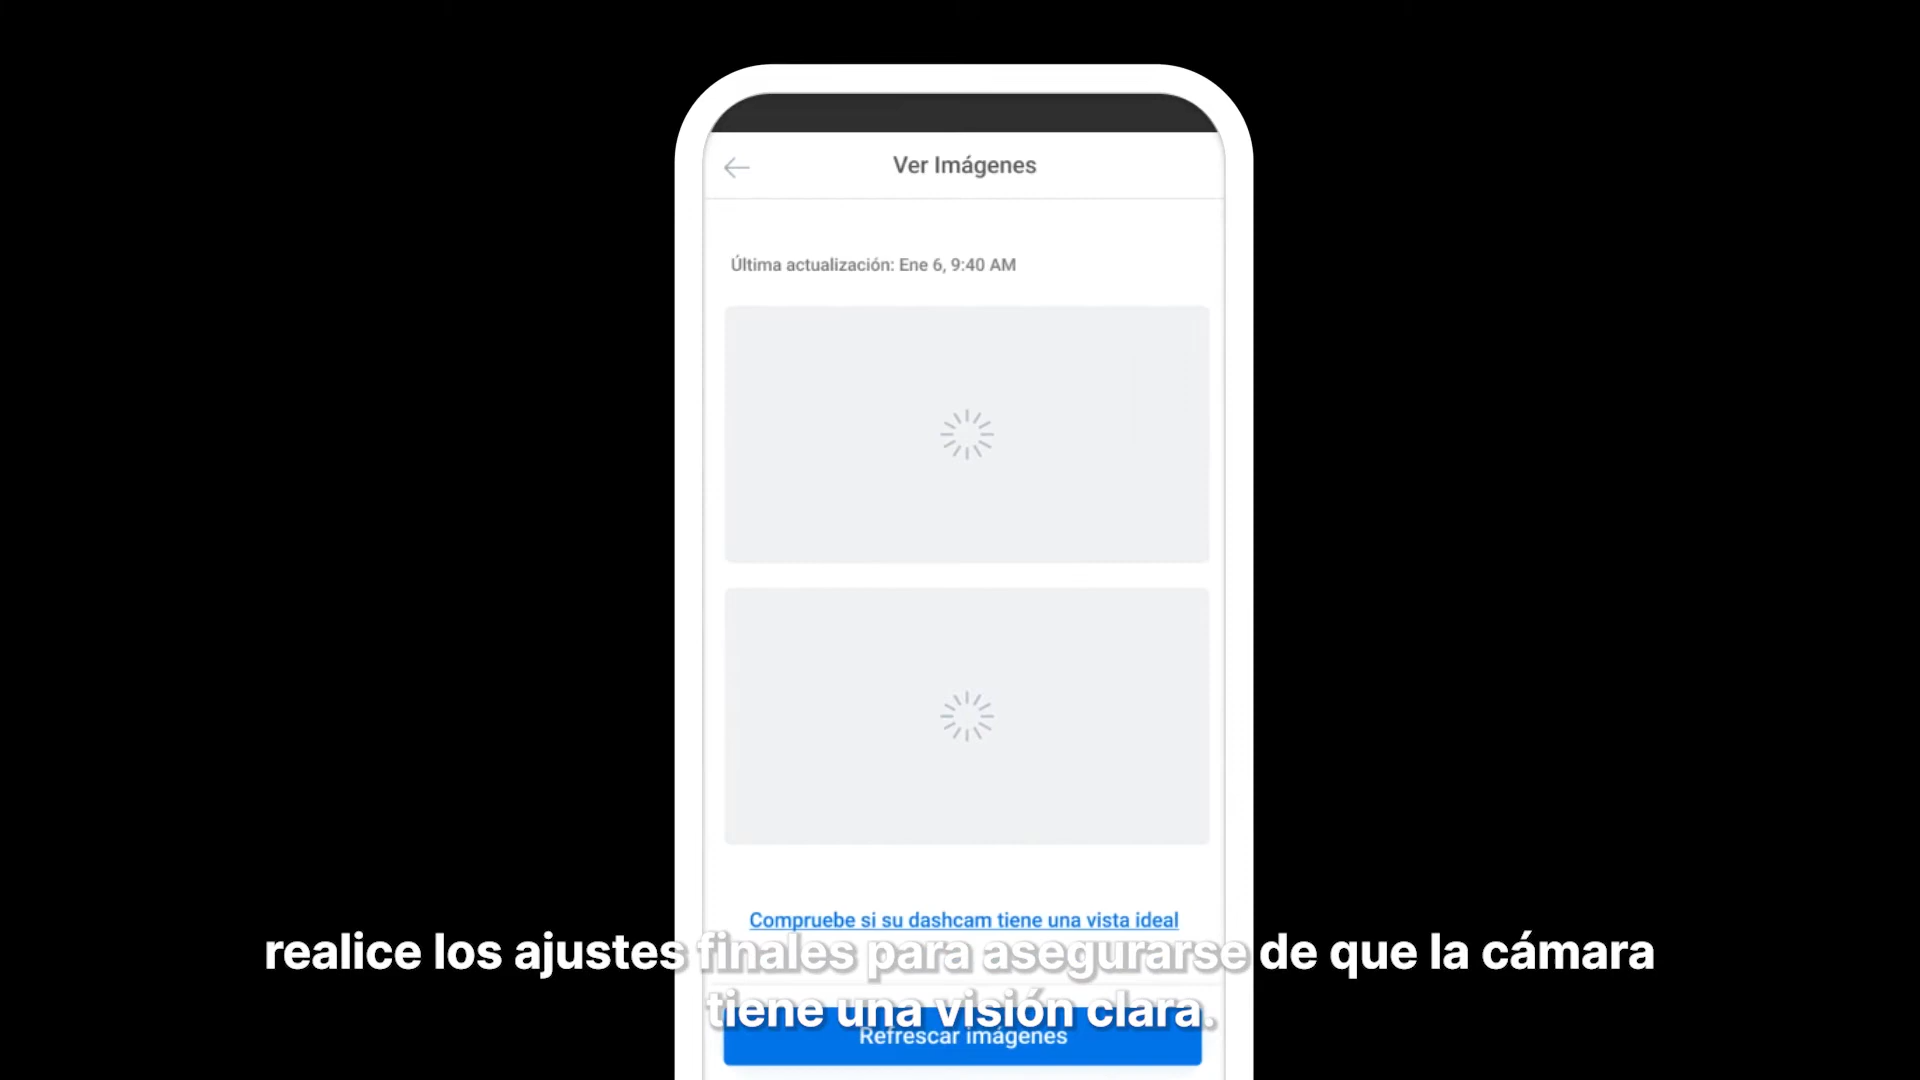 Ver Imágenes
Última actualización: Ene 6, 9:40 AM
Compruebe si su dashcam tiene una vista ideal
realice los ajustes finales para asegurarse de que la cámara
tiene una visión clara.
Refrescar imágenes